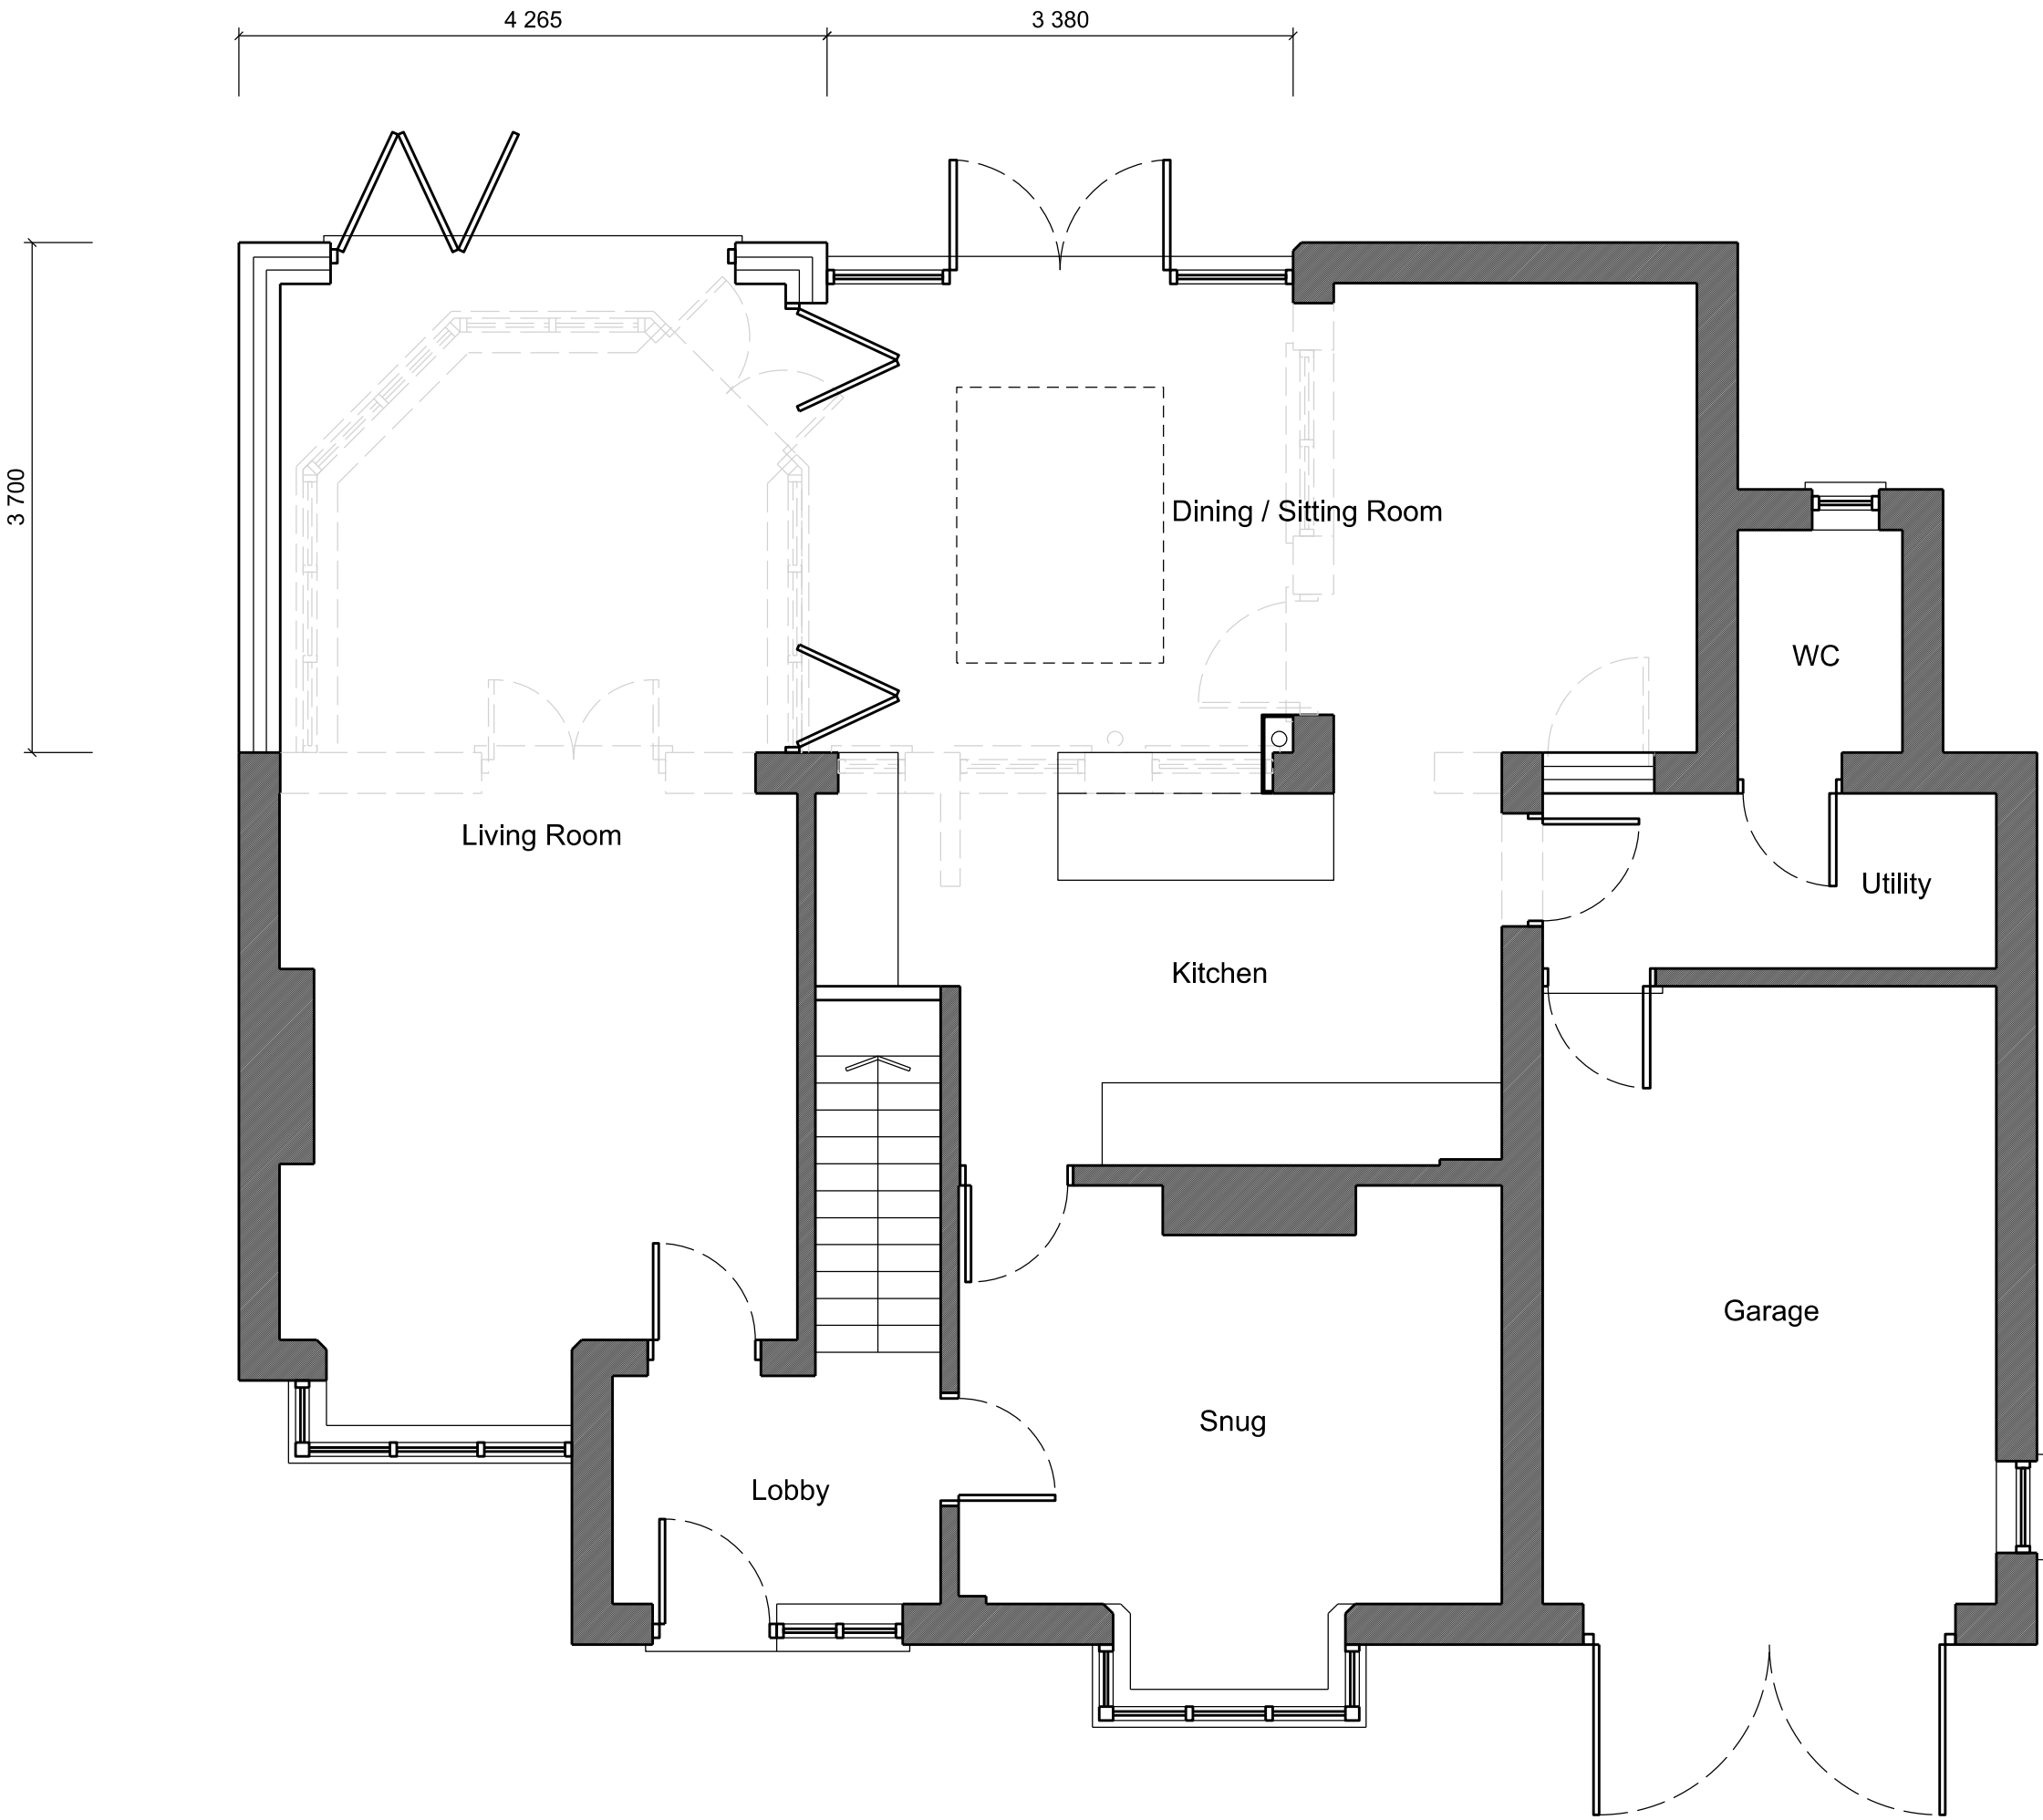 4 265
3 380
3 700
Dining / Sitting Room
WC
Living Room
Utility
Kitchen
Garage
Snug
Lobby